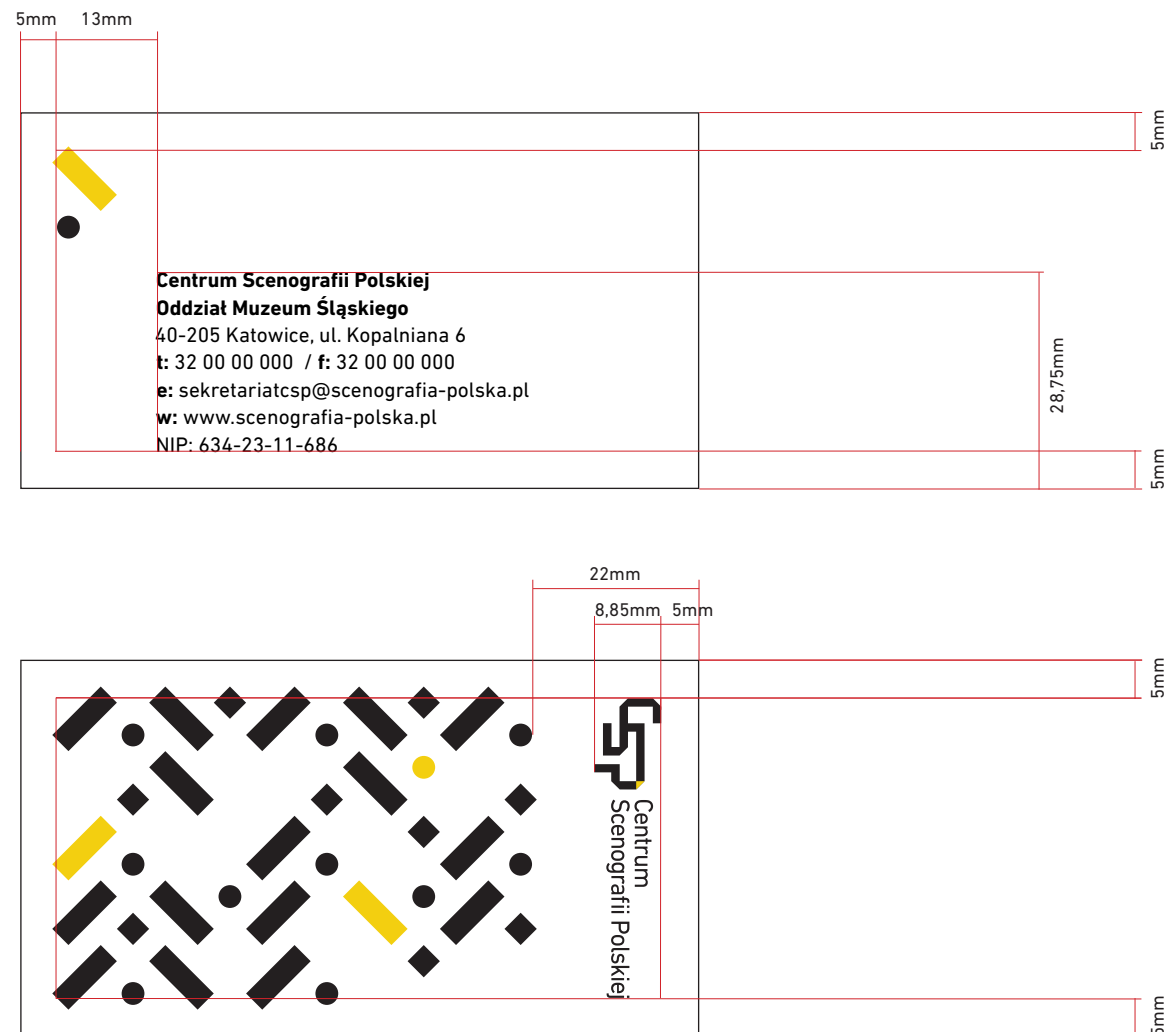 5mm 13mm
5mm
Centrum Scenografii Polskiej
Oddział Muzeum Śląskiego
40-205 Katowice, ul. Kopalniana 6
t: 32 00 00 000 / f: 32 00 00 000
e: sekretariatcsp@scenografia-polska.pl
w: www.scenografia-polska.pl
NIP: 634-23-11-686
28,75mm
5mm
22mm
8,85mm 5mm
5mm
Centrum
Scenografii Polskiej
5mm